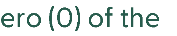 ero (0) of the